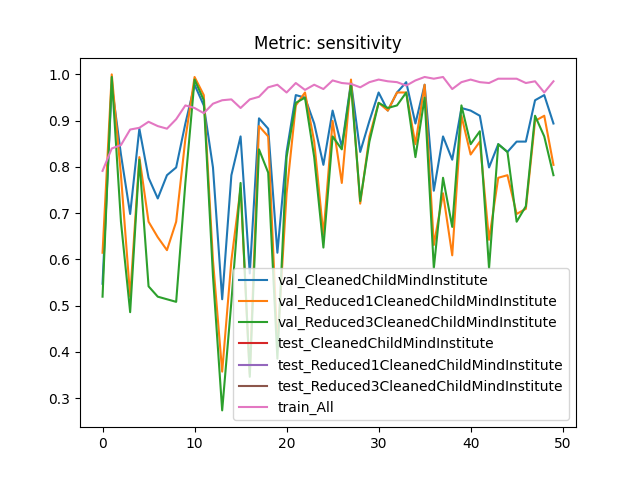 Metric: sensitivity
1.0
0.9
0.8
0.7
0.6
0.5
0.4
0.3
val_CleanedChildMindInstitute
val_Reduced1CleanedChildMindInstitute
val_Reduced3CleanedChildMindInstitute
test_CleanedChildMindInstitute
test_Reduced1CleanedChildMindInstitute
test_Reduced3CleanedChildMindInstitute
train_All
0 10 20 30 40 50